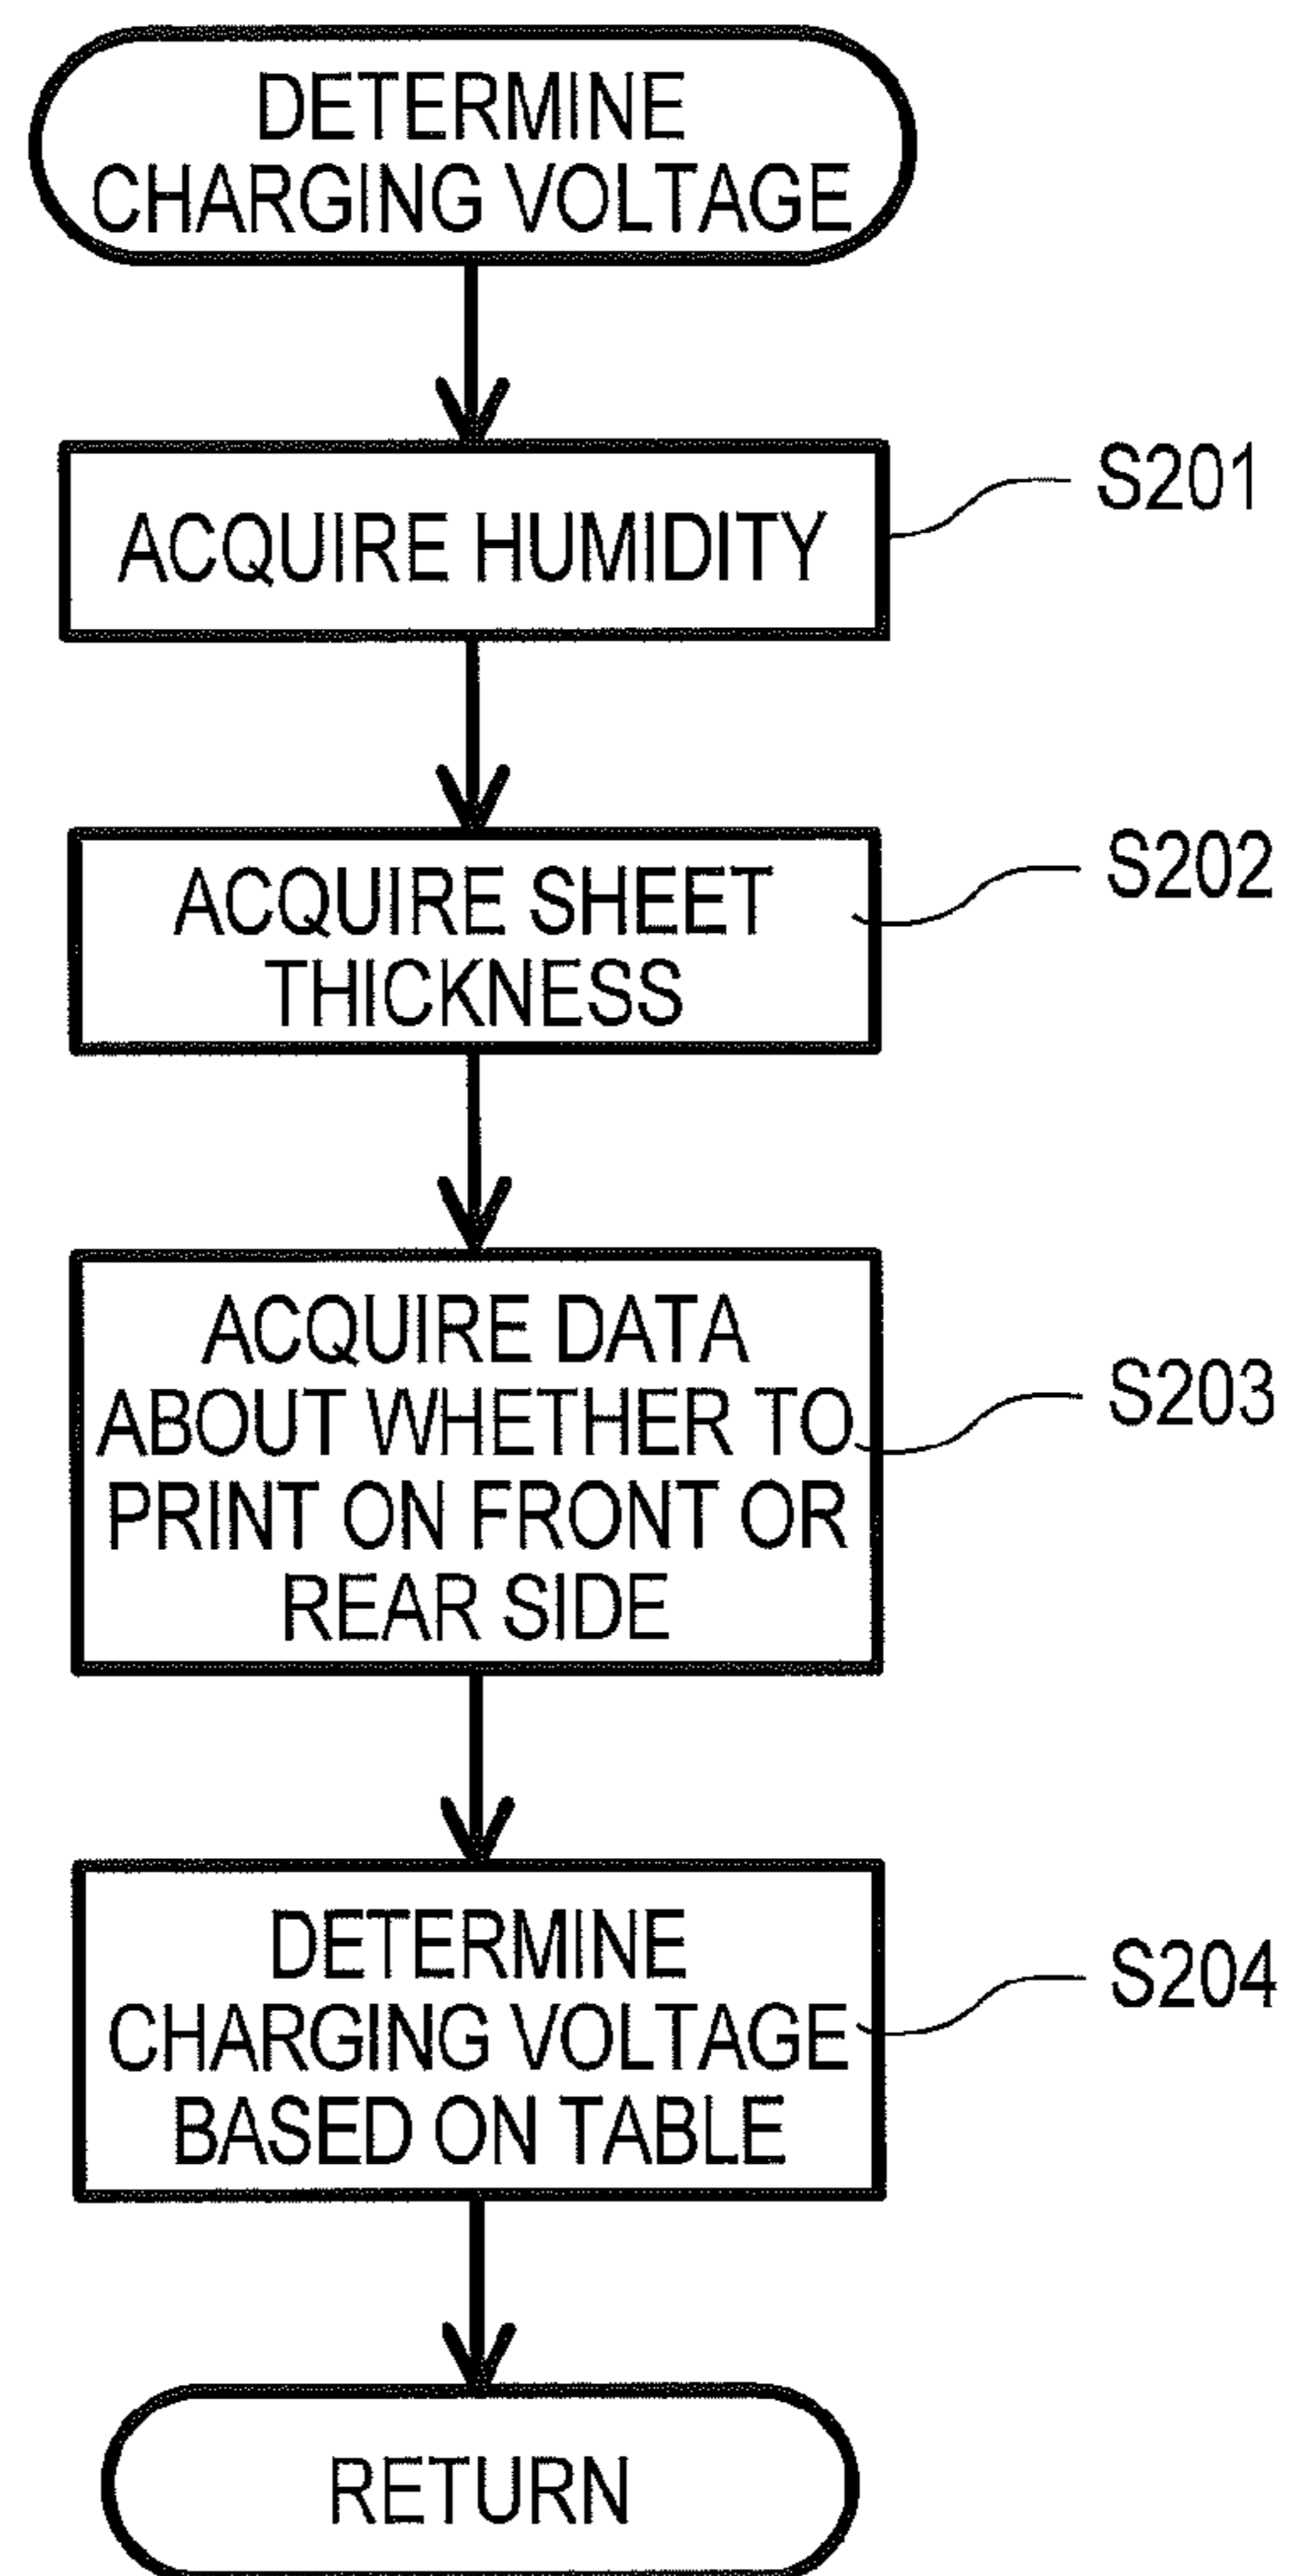 DETERMINE
CHARGING VOLTAGE
ACQUIRE HUMIDITY
S201
ACQUIRE SHEET
THICKNESS
S202
ACQUIRE DATA
ABOUT WHETHER TO
PRINT ON FRONT OR
REAR SIDE
S203
DETERMINE
CHARGING VOLTAGE
BASED ON TABLE
S204
RETURN